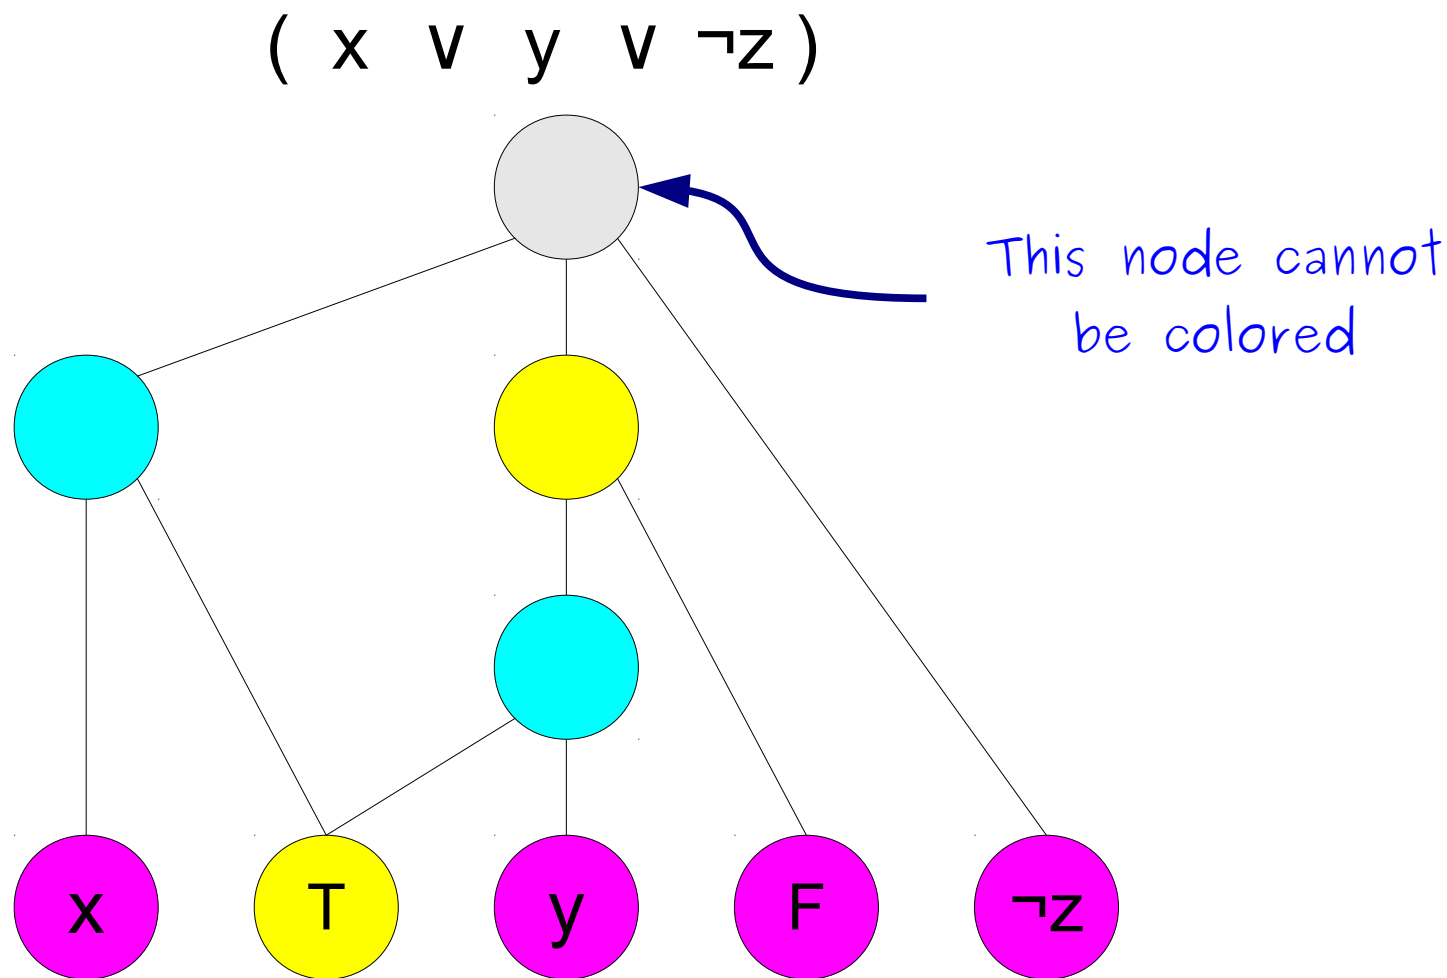 ( x ∨ y ∨ ¬z )
This node cannot
be colored
x T y F ¬z